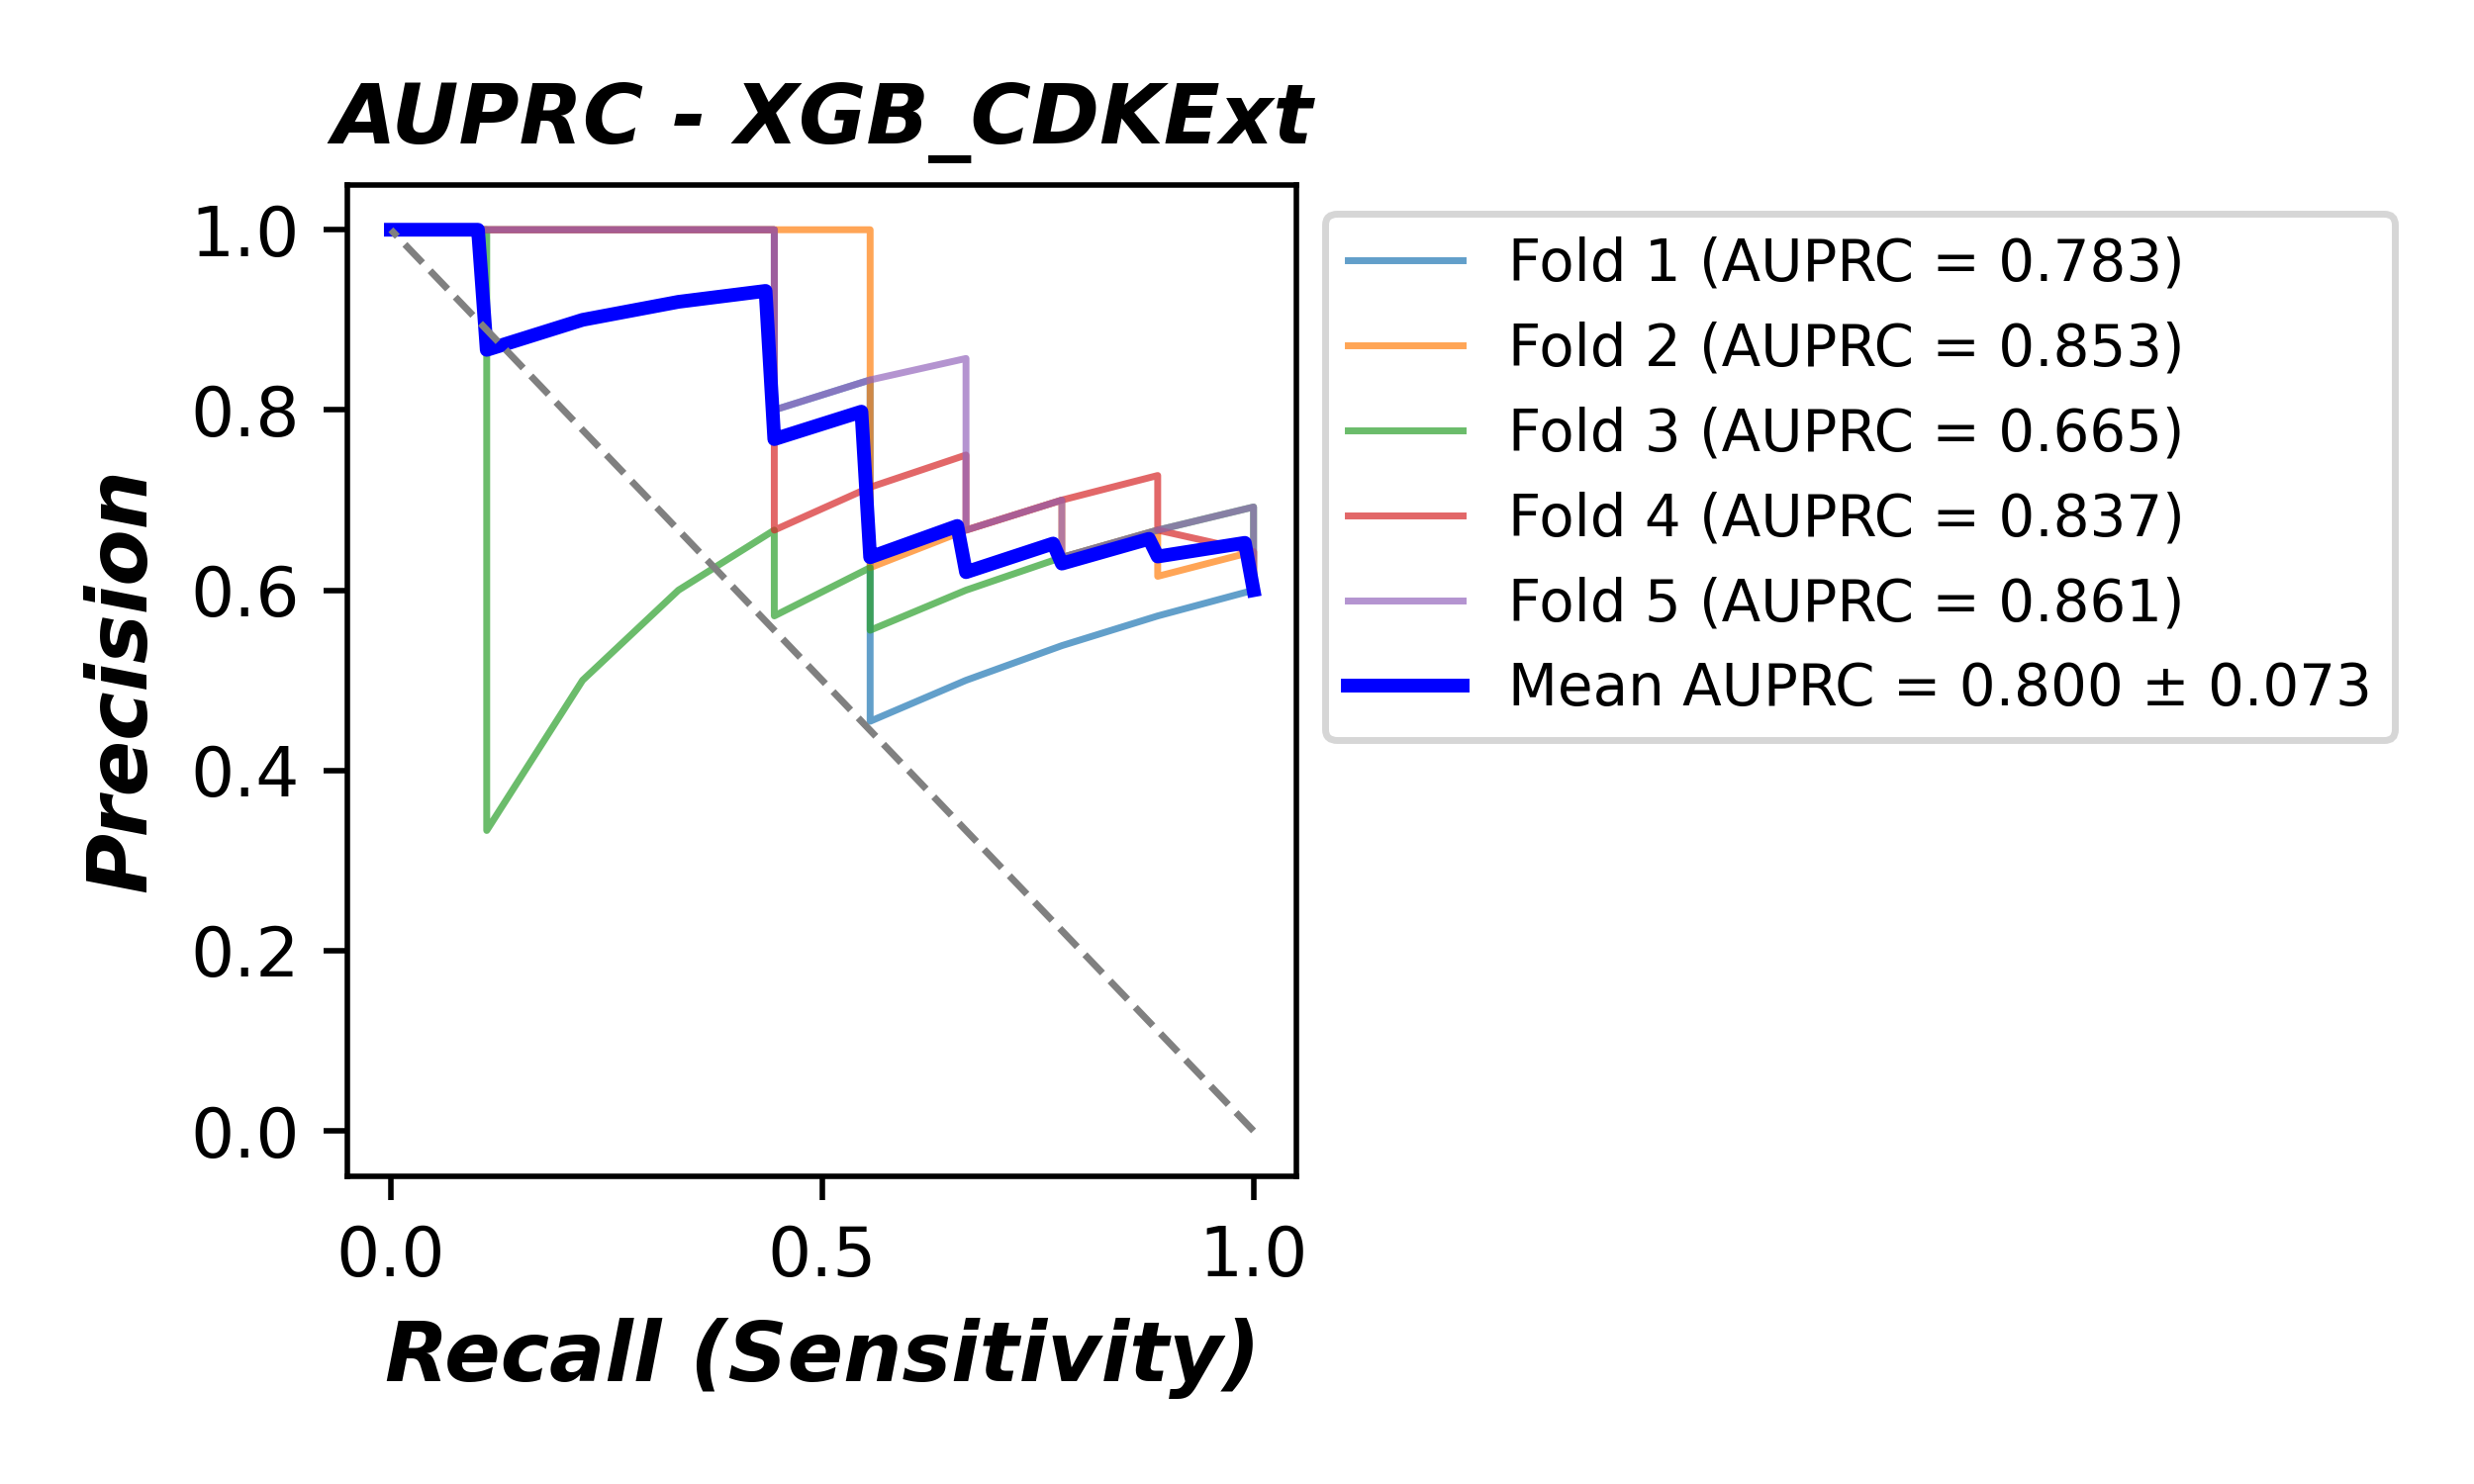 AUPRC - XGB_CDKExt
Precision
1.0
0.8
0.6
0.4
0.2
0.0
0.0 0.5 1.0
Recall (Sensitivity)
Fold 1 (AUPRC = 0.783)
Fold 2 (AUPRC = 0.853)
Fold 3 (AUPRC = 0.665)
Fold 4 (AUPRC = 0.837)
Fold 5 (AUPRC = 0.861)
Mean AUPRC = 0.800 ± 0.073